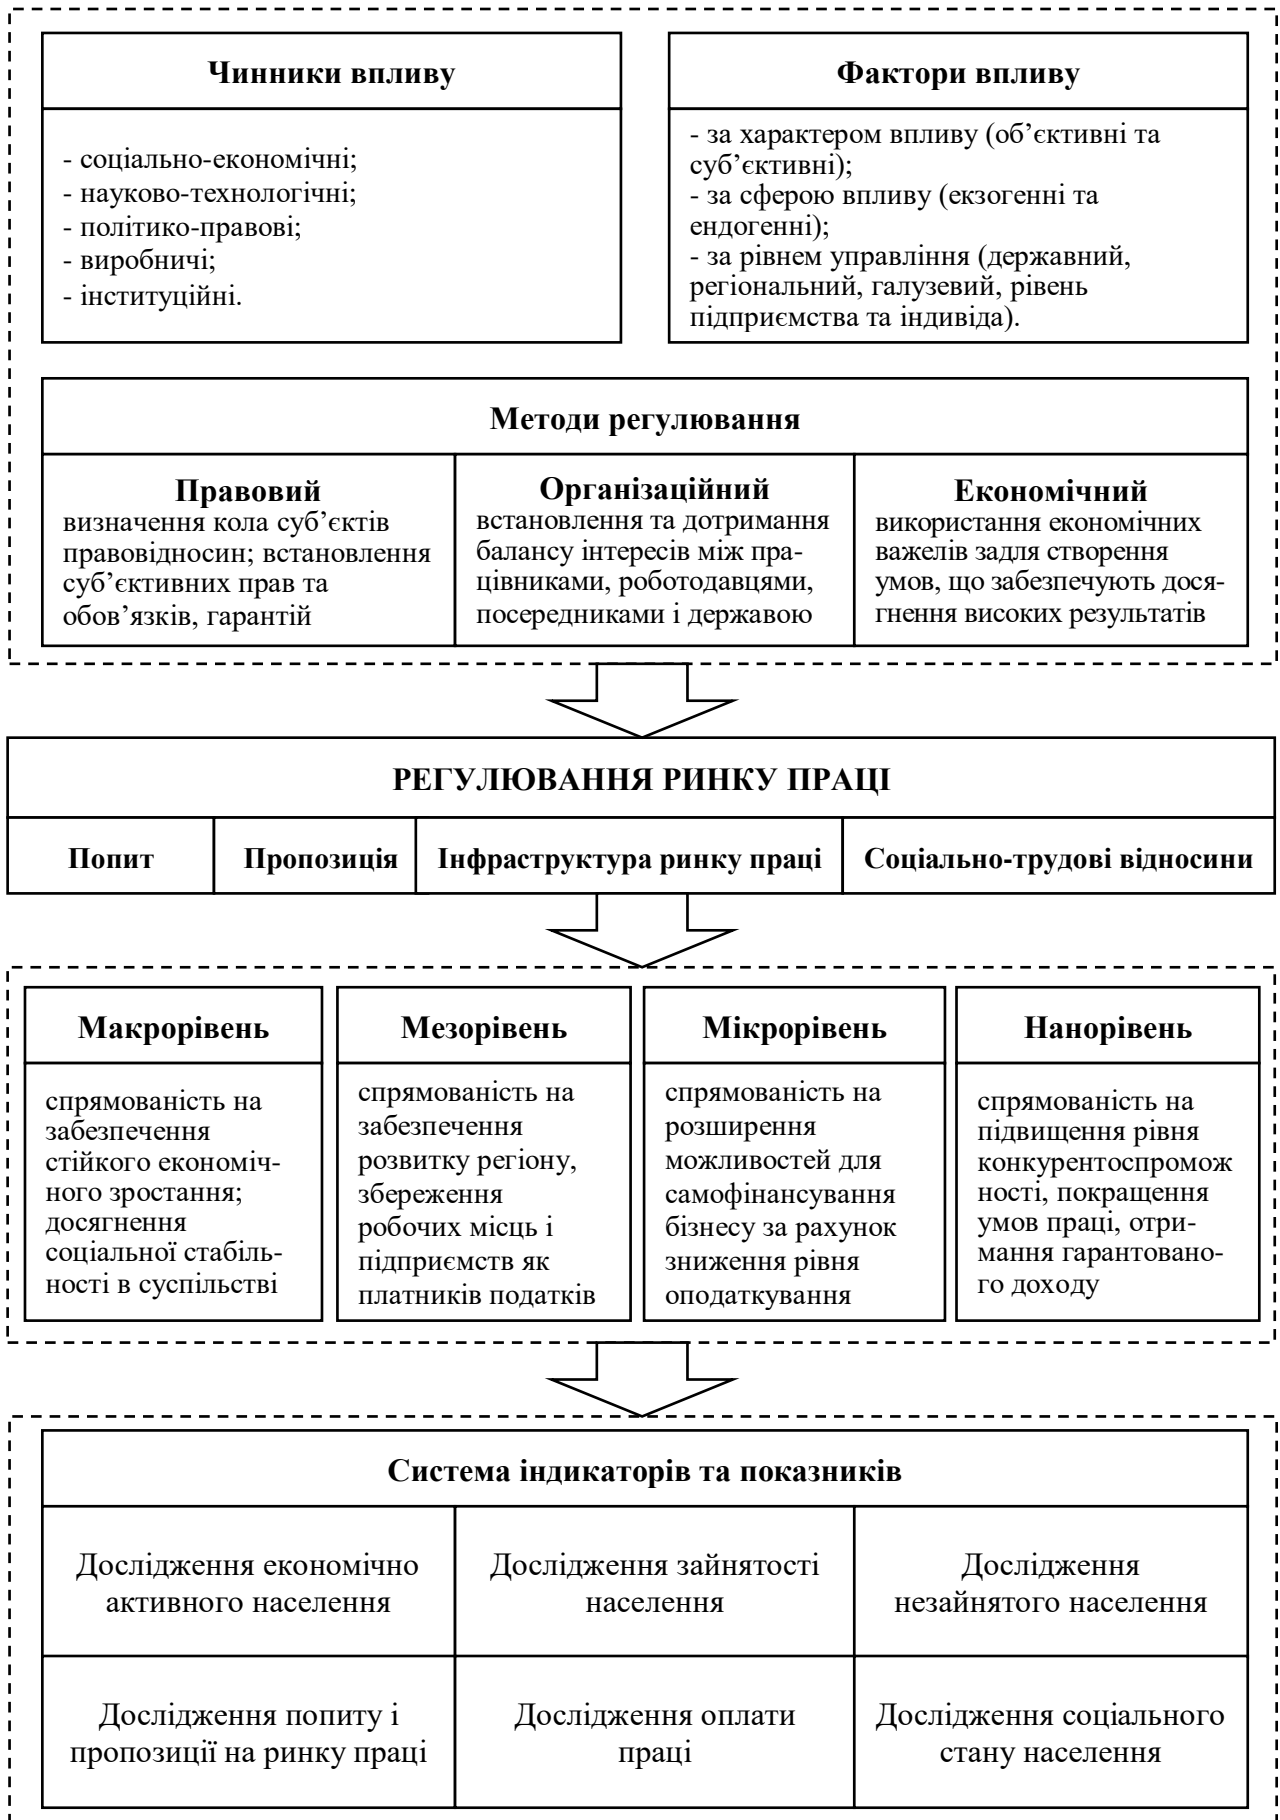 Чинники впливу
- соціально-економічні;
- науково-технологічні;
- політико-правові;
- виробничі;
- інституційні.
Фактори впливу
- за характером впливу (об’єктивні та
суб’єктивні);
- за сферою впливу (екзогенні та
ендогенні);
- за рівнем управління (державний,
регіональний, галузевий, рівень
підприємства та індивіда).
Методи регулювання
Правовий
визначення кола суб’єктів
правовідносин; встановлення
суб’єктивних прав та
обов’язків, гарантій
Організаційний
встановлення та дотримання
балансу інтересів між пра-
цівниками, роботодавцями,
посередниками і державою
Економічний
використання економічних
важелів задля створення
умов, що забезпечують дося-
гнення високих результатів
РЕГУЛЮВАННЯ РИНКУ ПРАЦІ
Попит
Пропозиція
Інфраструктура ринку праці
Соціально-трудові відносини
Макрорівень
спрямованість на
забезпечення
стійкого економіч-
ного зростання;
досягнення
соціальної стабіль-
ності в суспільстві
Мезорівень
спрямованість на
забезпечення
розвитку регіону,
збереження
робочих місць і
підприємств як
платників податків
Мікрорівень
спрямованість на
розширення
можливостей для
самофінансування
бізнесу за рахунок
зниження рівня
оподаткування
Нанорівень
спрямованість на
підвищення рівня
конкурентоспромож
ності, покращення
умов праці, отри-
мання гарантовано-
го доходу
Система індикаторів та показників
Дослідження економічно
активного населення
Дослідження зайнятості
населення
Дослідження
незайнятого населення
Дослідження попиту і
пропозиції на ринку праці
Дослідження оплати
праці
Дослідження соціального
стану населення